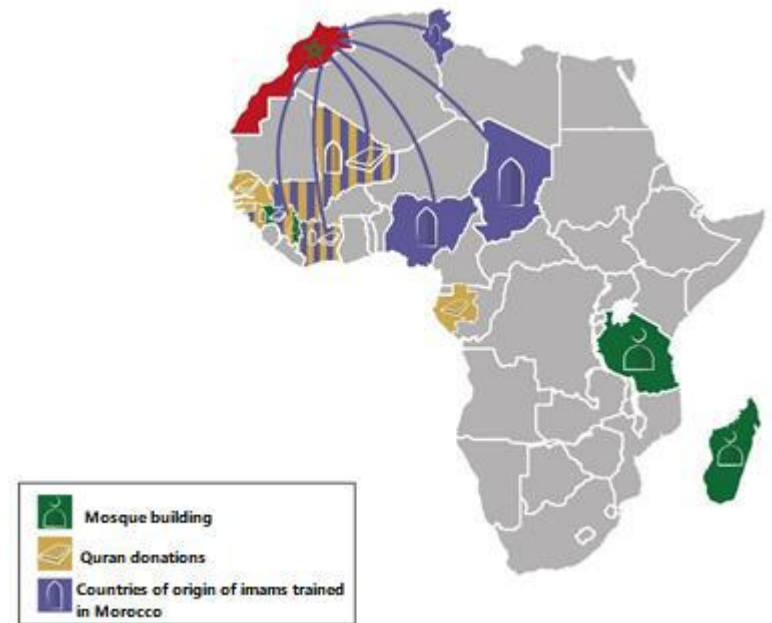 Mosque building
Quran donations
Countries of origin of imams trained
in Morocco